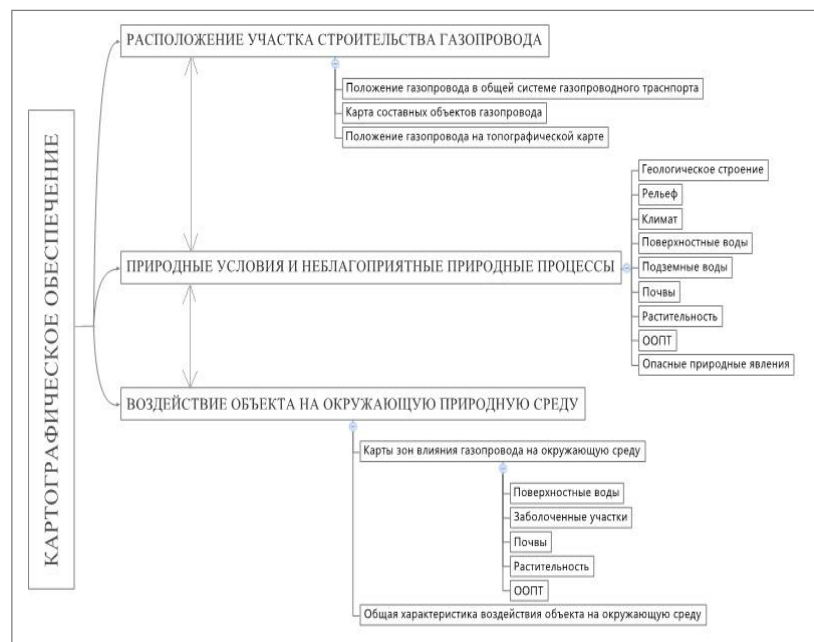 КАРТОГРАФИЧЕСКОЕ ОБЕСПЕЧЕНИЕ
РАСПОЛОЖЕНИЕ УЧАСТКА СТРОИТЕЛЬСТВА ГАЗОПРОВОДА
Положение газопровода в общей системе газопроводного траснпорта
Карта составных объектов газопровода
Положение газопровода на топографической карте
ПРИРОДНЫЕ УСЛОВИЯ И НЕБЛАГОПРИЯТНЫЕ ПРИРОДНЫЕ ПРОЦЕССЫ
Геологическое строение
Рельеф
Климат
Поверхностные воды
Подземные воды
Почвы
Растительность
ООПТ
Опасные природные явления
ВОЗДЕЙСТВИЕ ОБЪЕКТА НА ОКРУЖАЮЩУЮ ПРИРОДНУЮ СРЕДУ
Карты зон влияния газопровода на окружающую среду
Поверхностные воды
Заболоченные участки
Почвы
Растительность
ООПТ
Общая характеристика воздействия объекта на окружающую среду